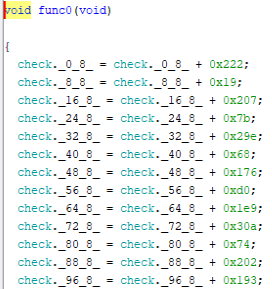 void func0(void)
{
check._0_8_ = check._0_8_ + 0x222;
check._8_8_ = check._8_8_ + 0x19;
check._16_8_ = check._16_8_ + 0x207;
check._24_8_ = check._24_8_ + 0x7b;
check._32_8_ = check._32_8_ + 0x29e;
check._40_8_ = check._40_8_ + 0x68;
check._48_8_ = check._48_8_ + 0x176;
check._56_8_ = check._56_8_ + 0xd0;
check._64_8_ = check._64_8_ + 0x1e9;
check._72_8_ = check._72_8_ + 0x30a;
check._80_8_ = check._80_8_ + 0x74;
check._88_8_ = check._88_8_ + 0x202;
check._96_8_ = check._96_8_ + 0x193;